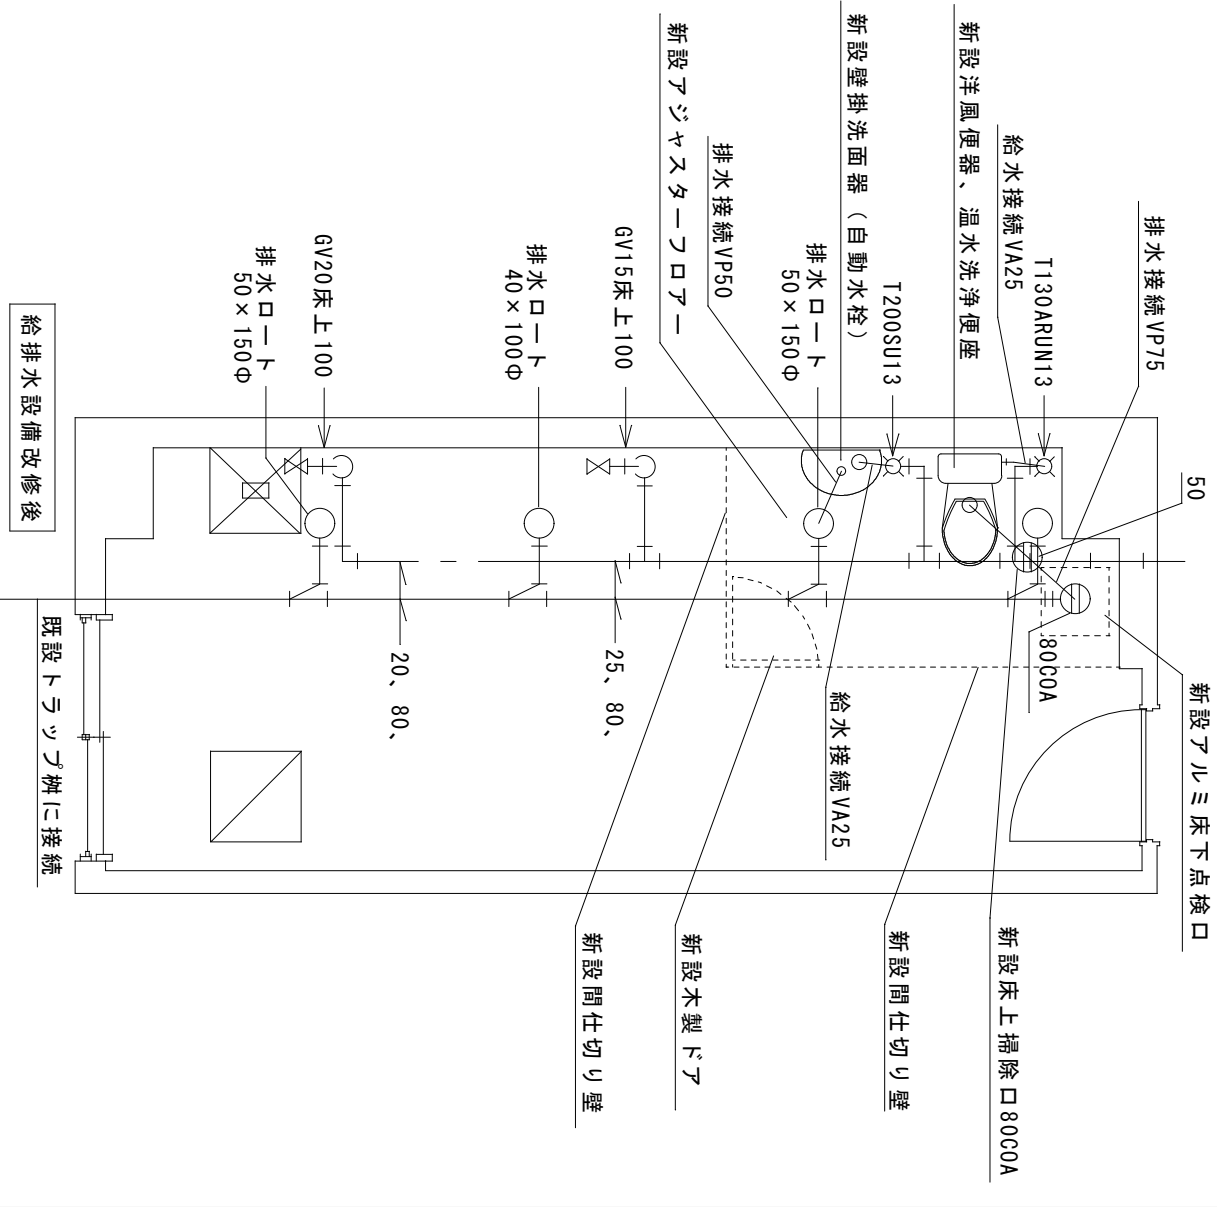 新設アルミ床下点検口
50
排水接続VP75
T130ARUN13
給水接続VA25
新設洋風便器、温水洗浄便座
T200SU13
新設壁掛洗面器(自動水栓)
排水ロート
50×150Φ
排水接続VP50
新設アジャスターフロアー
GV15床上100
排水ロート
40×100Φ
GV20床上100
排水ロート
50×150Φ
給排水設備改修後
80COA
給水接続VA25
25、80、
20、80、
既設トラップ桝に接続
新設床上掃除口80COA
新設間仕切り壁
新設木製ドア
新設間仕切り壁